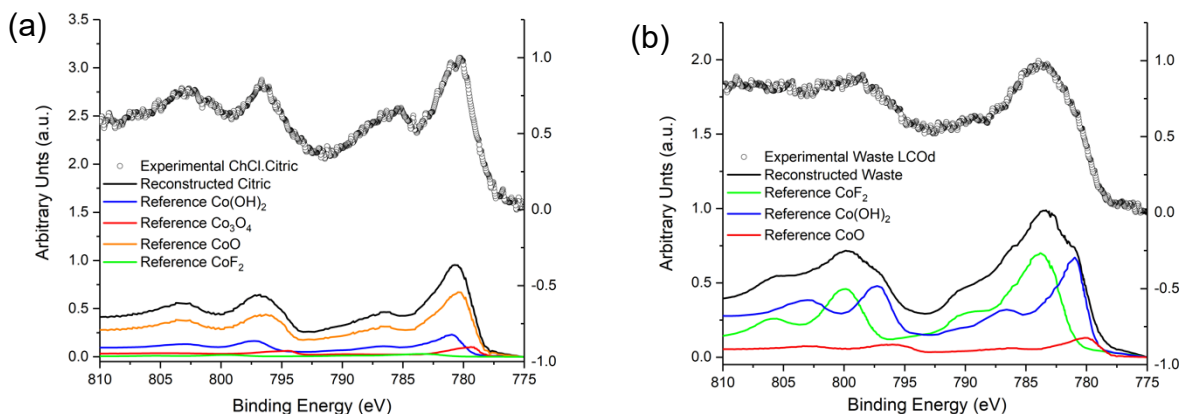 (a)
3.5
3.0
2.5
2.0
1.5
1.0
0.5
0.0
1.0
0.5
0.0
-0.5
-1.0
Arbitrary Unts (a.u.)
Experimental ChCl.Citric
Reconstructed Citric
Reference Co(OH)2
Reference Co3O4
Reference CoO
Reference CoF2
810 805 800 795 790 785 780 775
Binding Energy (eV)
(b)
2.0
1.5
1.0
0.5
0.0
1.0
0.5
0.0
-0.5
-1.0
Arbitrary Unts (a.u.)
Experimental Waste LCOd
Reconstructed Waste
Reference CoF2
Reference Co(OH)2
Reference CoO
810 805 800 795 789 784 780 775
Binding Energy (eV)